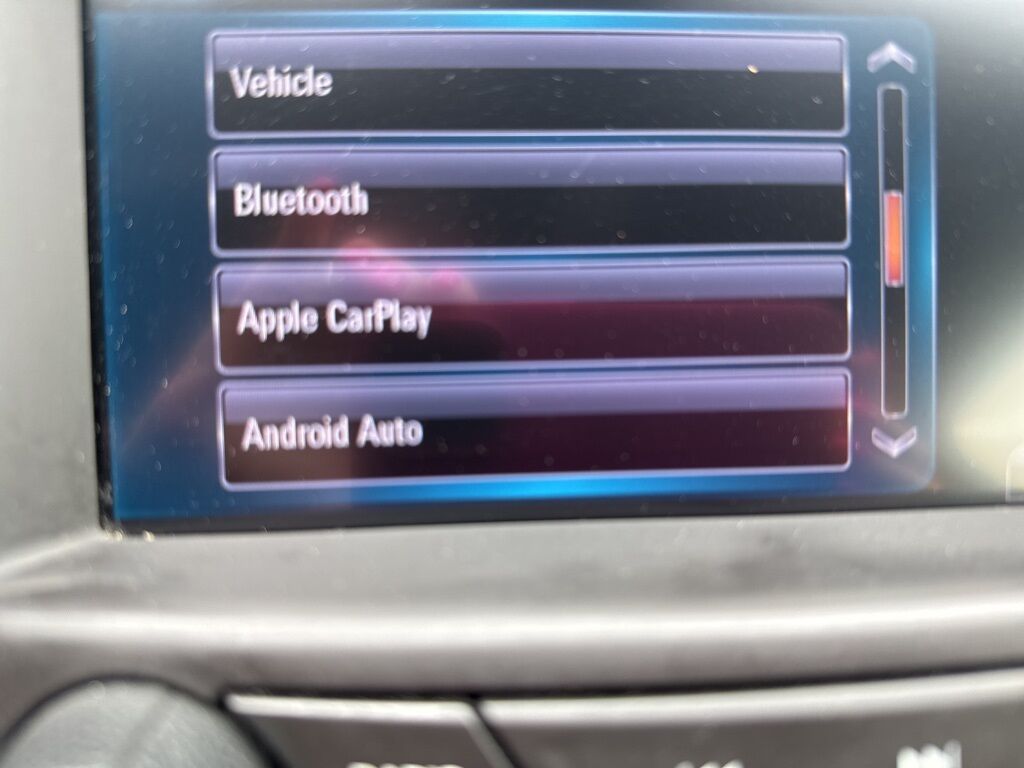 Vehicle
Bluetooth
Apple CarPlay
Android Auto